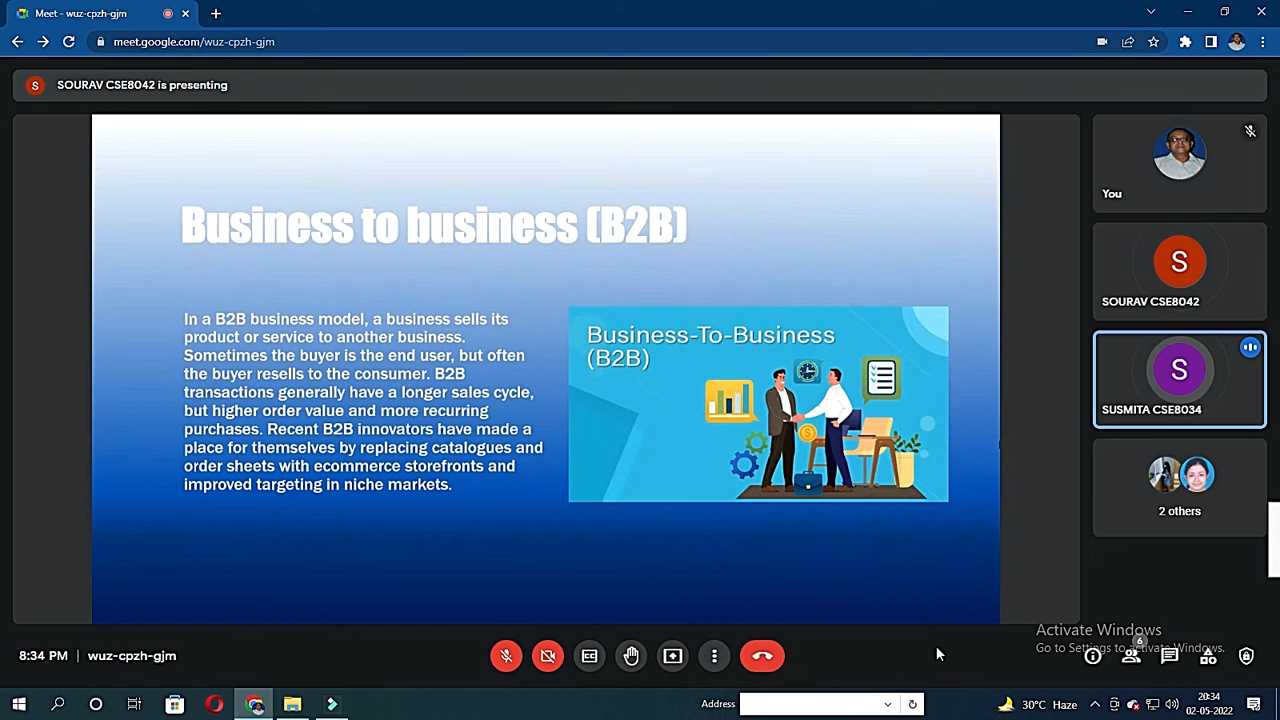 Meet - wuz-cpzh-gjm
meet.google.com/wuz-cpzh-gjm
S
SOURAV CSE8042 is presenting
Business to business (B2B)
In a B2B business model, a business sells its
product or service to another business.
Sometimes the buyer is the end user, but often
the buyer resells to the consumer. B2B
transactions generally have a longer sales cycle,
but higher order value and more recurring
purchases. Recent B2B innovators have made a
place for themselves by replacing catalogues and
order sheets with ecommerce storefronts and
improved targeting in niche markets.
Business-To-Business
(B2B)
You
S
SOURAV CSE8042
S
SUSMITA CSE8034
2 others
Activate Windows
Go to Settings to activate Windows.
8:34 PM | wuz-cpzh-gjm
6
Address
30°C Haze
20:34
02-05-2022